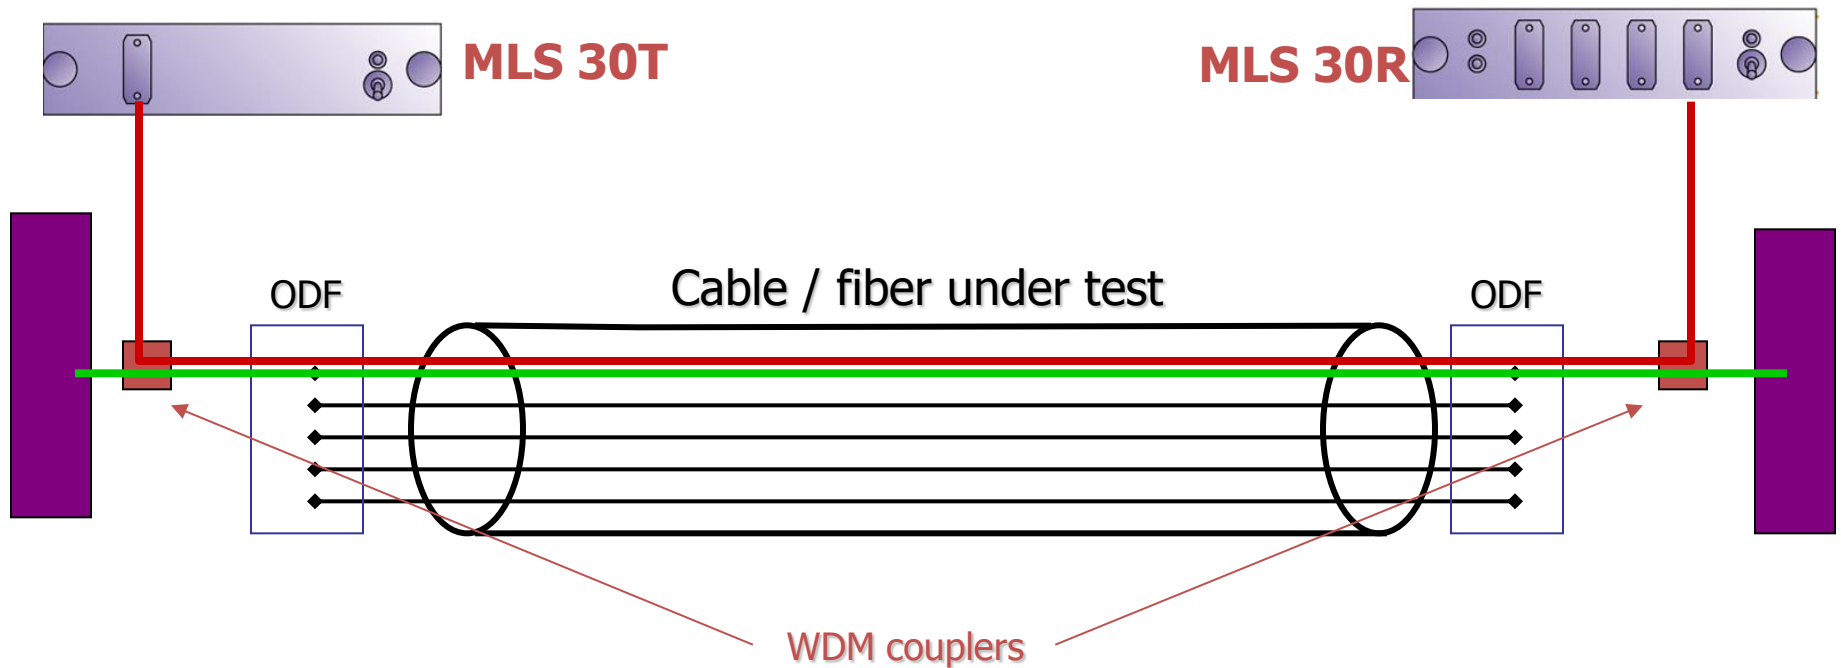 MLS 30T
MLS 30R
ODF
Cable / fiber under test
ODF
WDM couplers